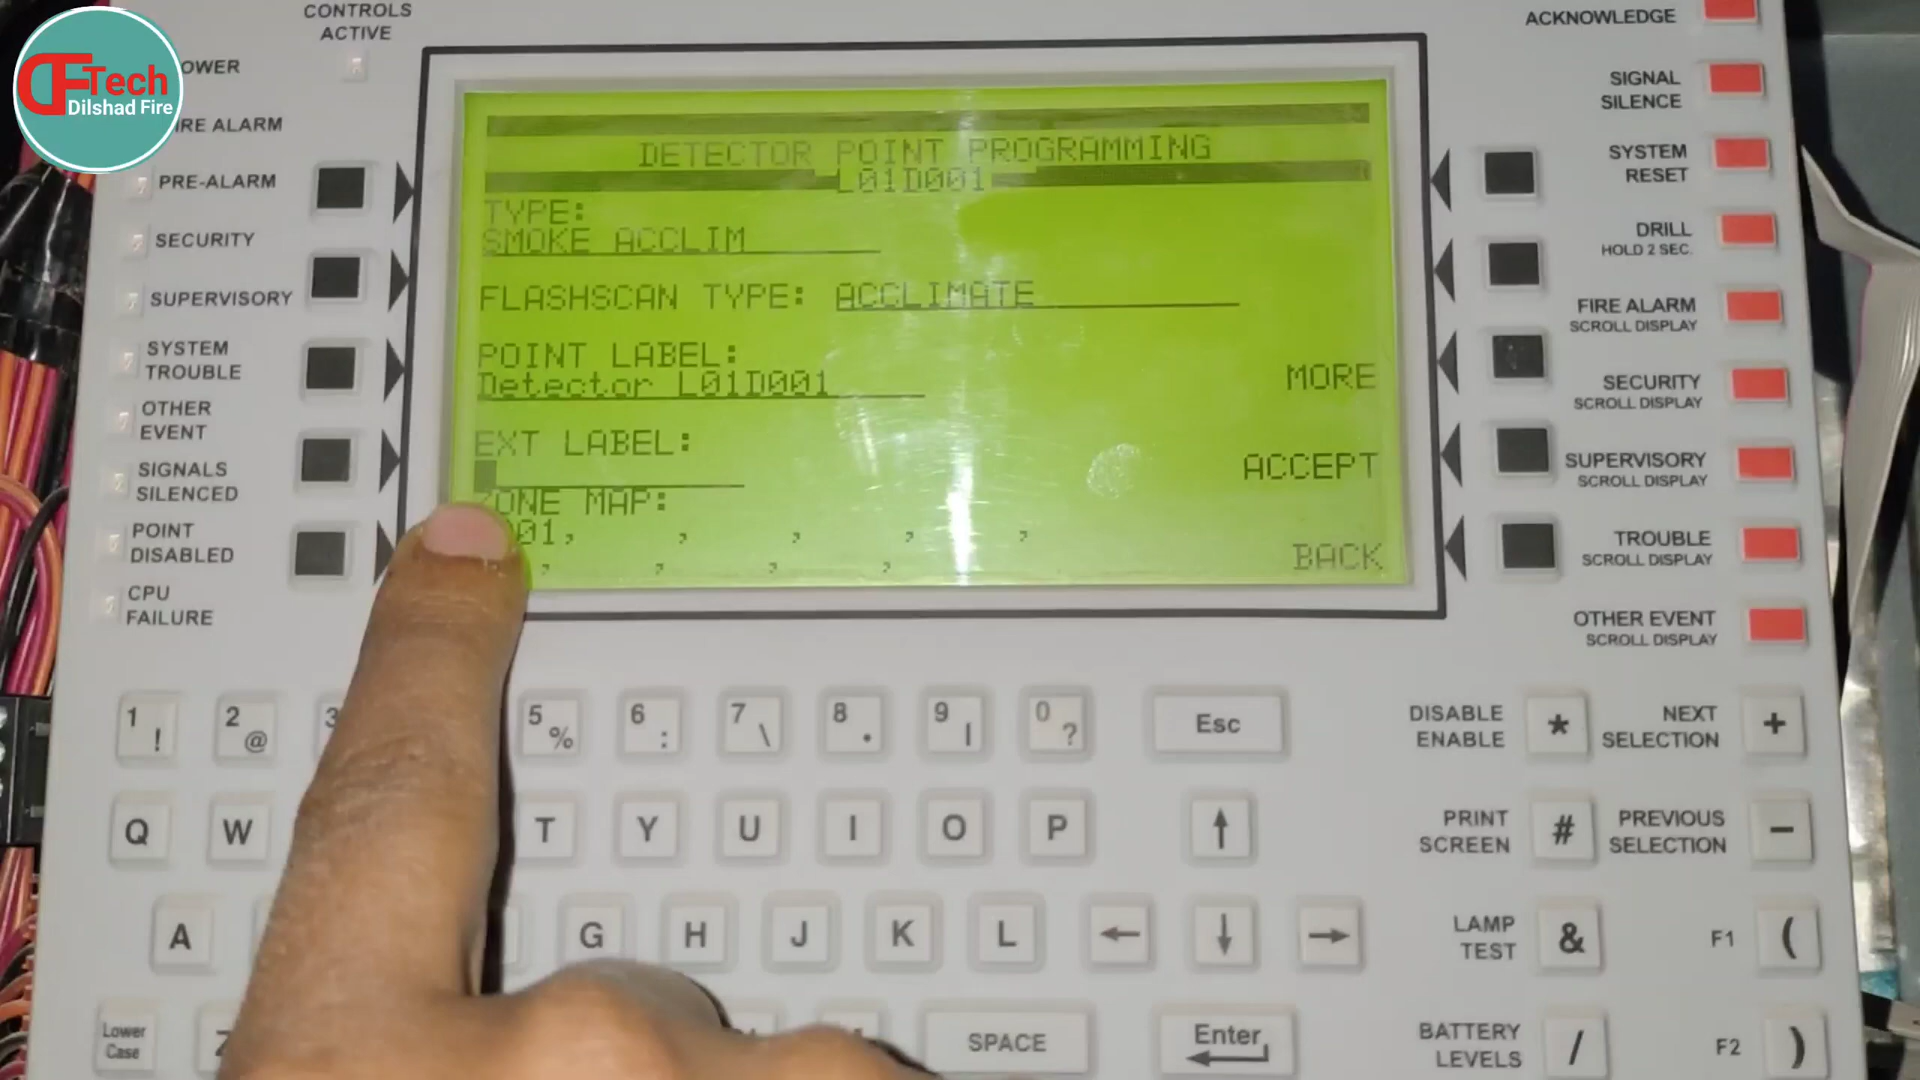 DF Tech
Dilshad Fire
CONTROLS
ACTIVE
OWER
IRE ALARM
PRE-ALARM
SECURITY
SUPERVISORY
SYSTEM
TROUBLE
OTHER
EVENT
SIGNALS
SILENCED
POINT
DISABLED
CPU
FAILURE
DETECTOR POINT PROGRAMMING
L01D001
TYPE:
SMOKE ACCLIM
FLASHSCAN TYPE: ACCLIMATE
POINT LABEL:
Detector L01D001
EXT LABEL:
ZONE MAP:
001, , , , ,
, , , ,
MORE
ACCEPT
BACK
ACKNOWLEDGE
SIGNAL
SILENCE
SYSTEM
RESET
DRILL
HOLD 2 SEC.
FIRE ALARM
SCROLL DISPLAY
SECURITY
SCROLL DISPLAY
SUPERVISORY
SCROLL DISPLAY
TROUBLE
SCROLL DISPLAY
OTHER EVENT
SCROLL DISPLAY
1 ! 2 @ 3 5 % 6 : 7 \ 8 . 9 | 0 ? Esc
DISABLE
ENABLE
*
NEXT
SELECTION
+
Q W T Y U I O P ↑
PRINT
SCREEN
#
PREVIOUS
SELECTION
−
A G H J K L ← ↓ →
LAMP
TEST
&
F1 (
Lower
Case
Z SPACE Enter
BATTERY
LEVELS
/
F2 )